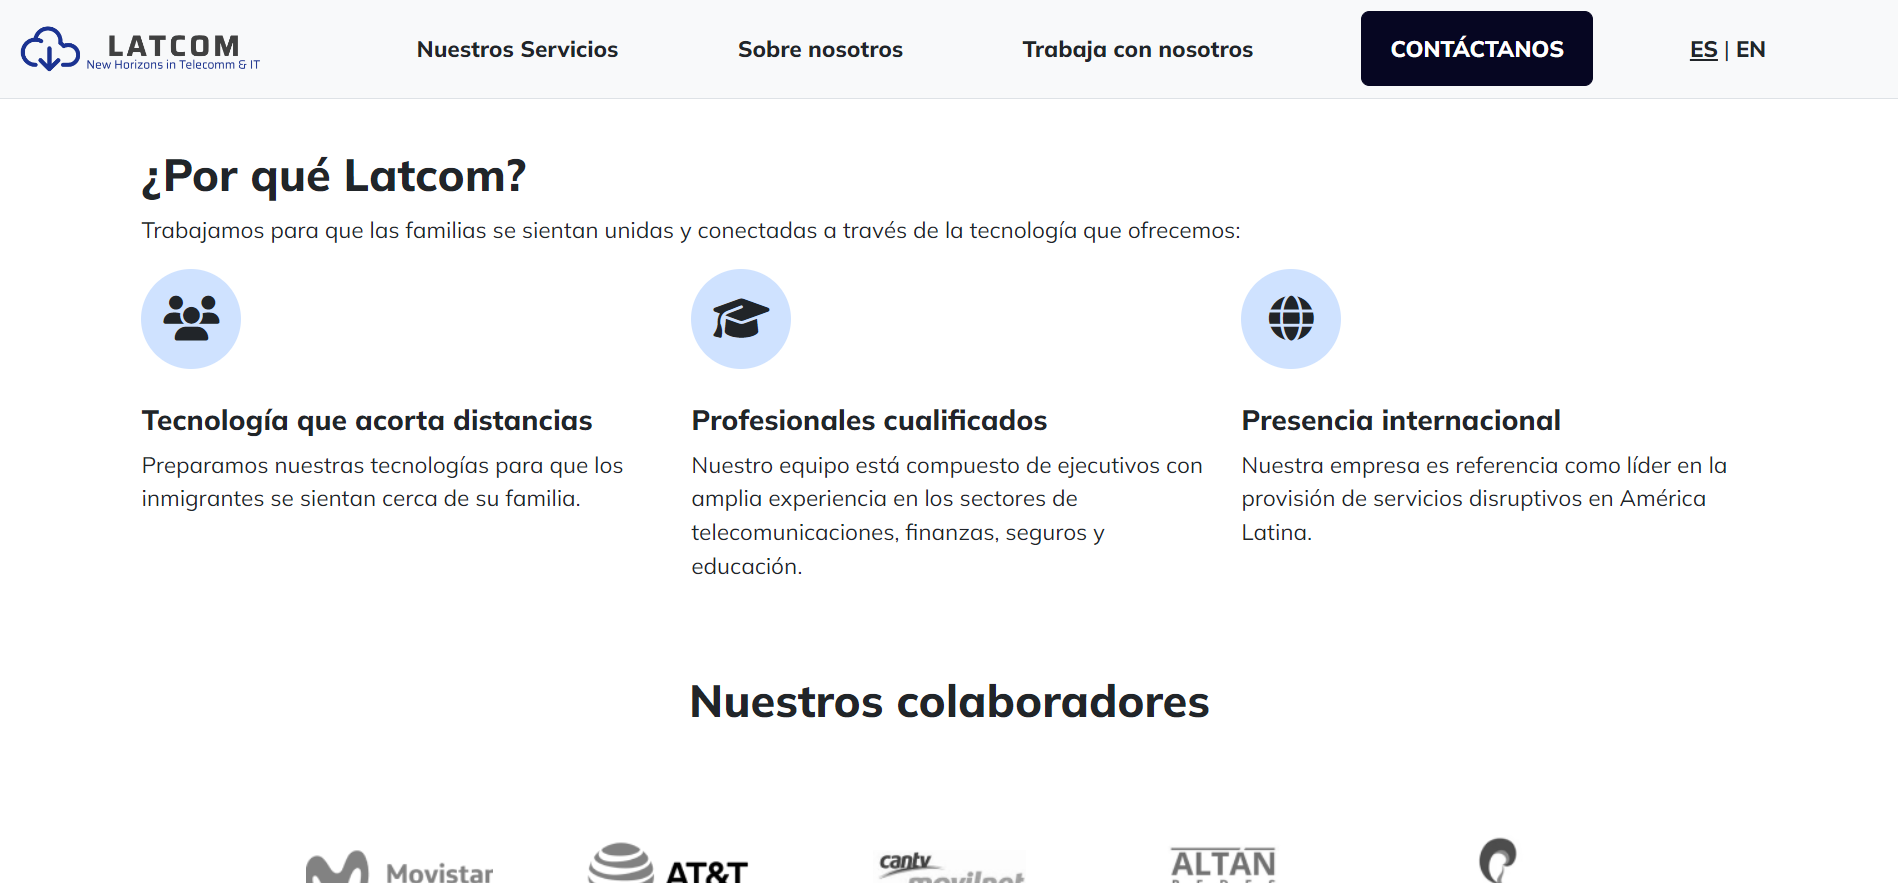 LATCOM
New Horizons in Telecomm & IT
Nuestros Servicios
Sobre nosotros
Trabaja con nosotros
CONTÁCTANOS
ES | EN
¿Por qué Latcom?
Trabajamos para que las familias se sientan unidas y conectadas a través de la tecnología que ofrecemos:
Tecnología que acorta distancias
Preparamos nuestras tecnologías para que los
inmigrantes se sientan cerca de su familia.
Profesionales cualificados
Nuestro equipo está compuesto de ejecutivos con
amplia experiencia en los sectores de
telecomunicaciones, finanzas, seguros y
educación.
Presencia internacional
Nuestra empresa es referencia como líder en la
provisión de servicios disruptivos en América
Latina.
Nuestros colaboradores
Movistar
AT&T
cantv
movilnet
ALTÁN